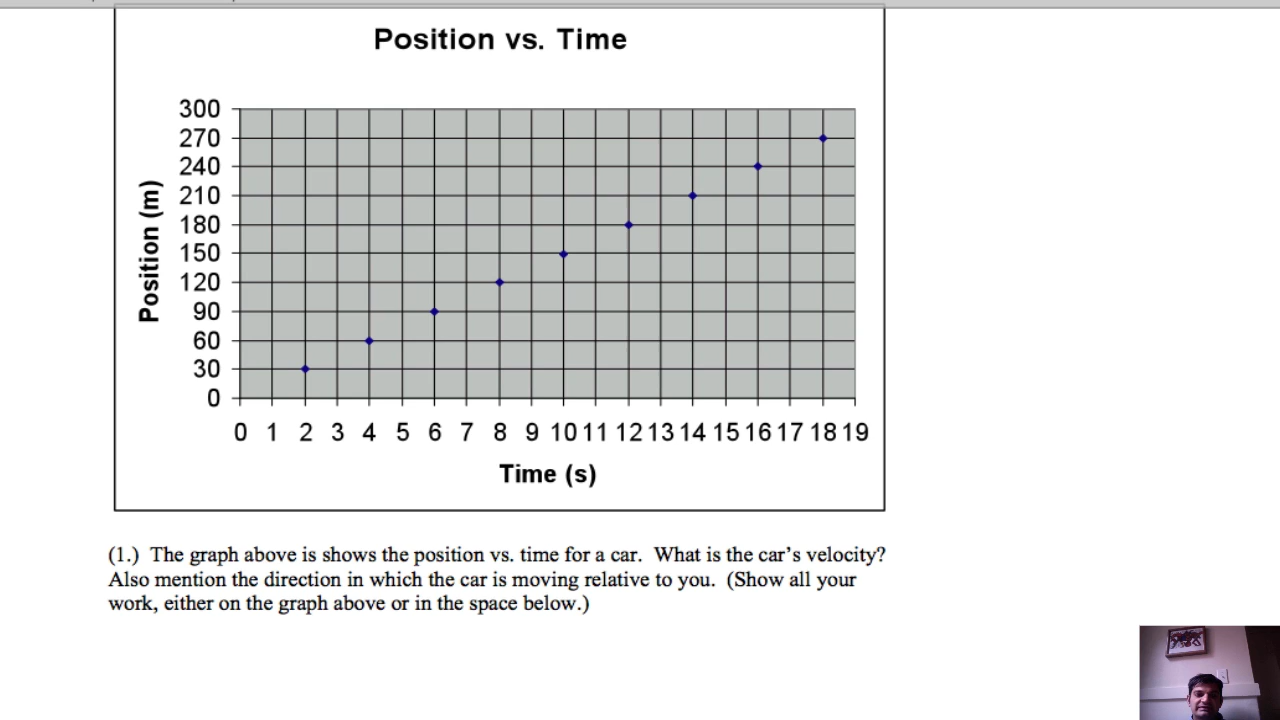 Position vs. Time
300
270
240
210
180
150
120
90
60
30
0
Position (m)
0 1 2 3 4 5 6 7 8 9 10 11 12 13 14 15 16 17 18 19
Time (s)
(1.) The graph above is shows the position vs. time for a car. What is the car's velocity?
Also mention the direction in which the car is moving relative to you. (Show all your
work, either on the graph above or in the space below.)